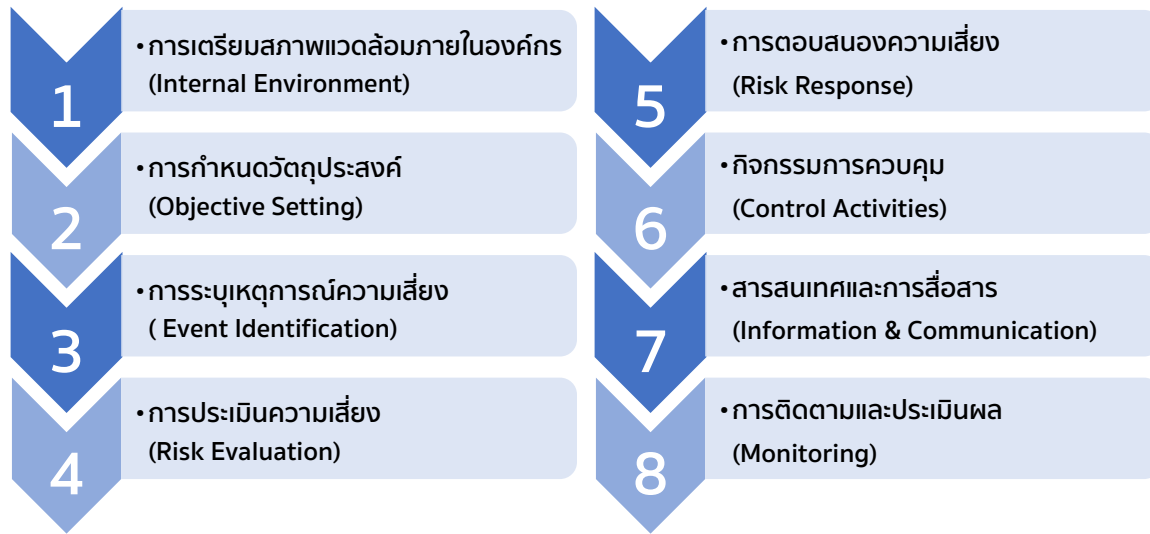 1
•การเตรียมสภาพแวดล้อมภายในองค์กร
(Internal Environment)
2
•การกำหนดวัตถุประสงค์
(Objective Setting)
3
•การระบุเหตุการณ์ความเสี่ยง
( Event Identification)
4
•การประเมินความเสี่ยง
(Risk Evaluation)
5
•การตอบสนองความเสี่ยง
(Risk Response)
6
•กิจกรรมการควบคุม
(Control Activities)
7
•สารสนเทศและการสื่อสาร
(Information & Communication)
8
•การติดตามและประเมินผล
(Monitoring)